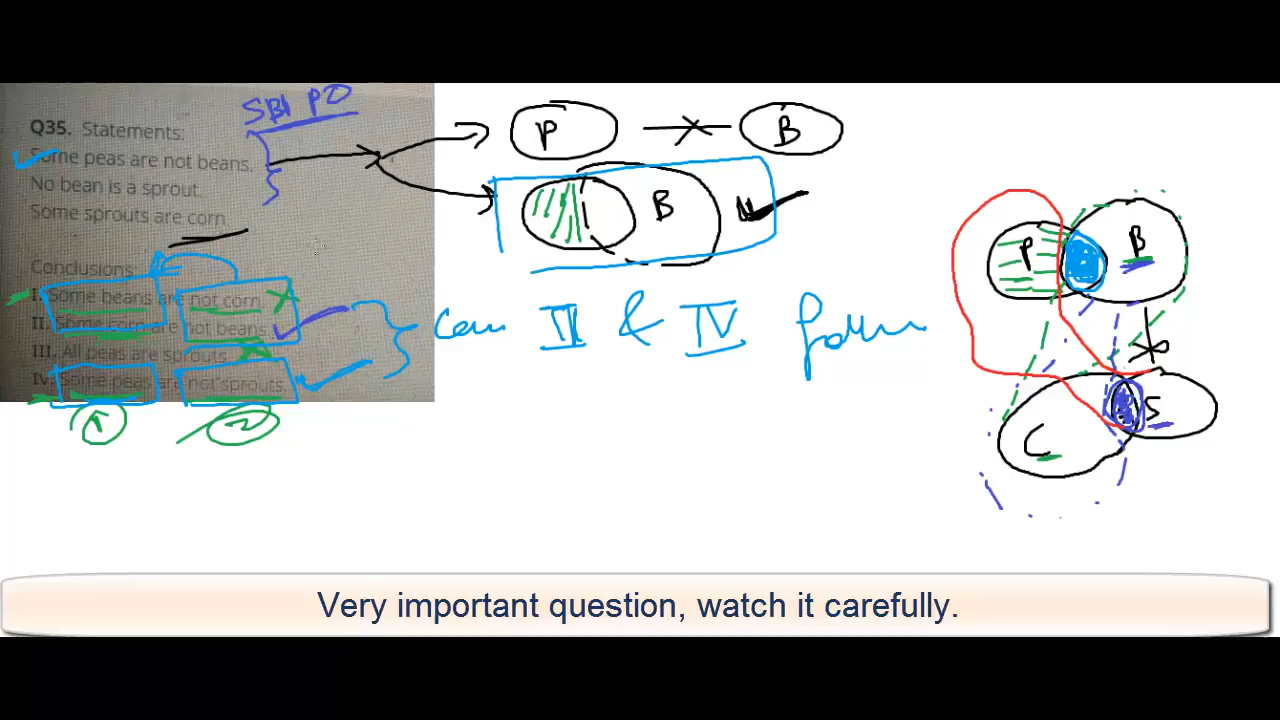 SBI PO
Q35. Statements:
Some peas are not beans.
No bean is a sprout.
Some sprouts are corn.
Conclusions
I. Some beans are not corn
II. Some corn are not beans
III. All peas are sprouts.
IV. Some peas are not sprouts.
1 2
P B
B
P B
C S
II & IV follow
Very important question, watch it carefully.